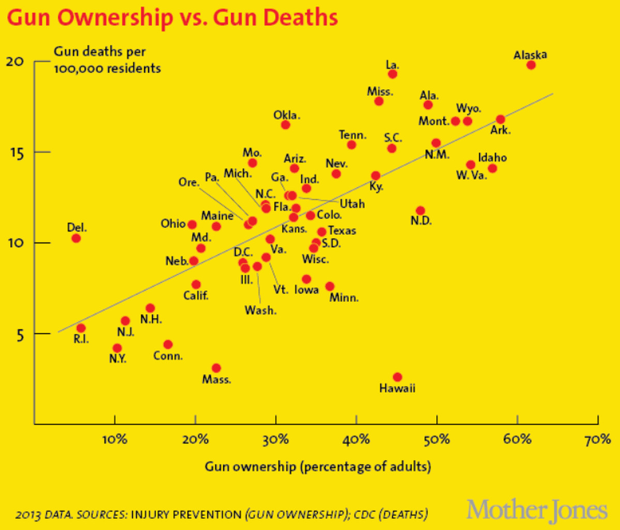 Gun Ownership vs. Gun Deaths
Gun deaths per
100,000 residents
20
Alaska
La.
Miss.
Ala.
Wyo.
Mont.
Ark.
Okla.
Tenn.
S.C.
N.M.
15
Mo.
Ariz.
Nev.
Idaho
W. Va.
Pa.
Mich.
Ga.
Ind.
Ky.
Ore.
N.C.
Utah
Fla.
Colo.
N.D.
Ohio
Maine
Kans.
Texas
Del.
Md.
S.D.
10
D.C.
Va.
Wisc.
Neb.
Ill.
Vt.
Iowa
Minn.
Calif.
Wash.
N.H.
N.J.
5
R.I.
N.Y.
Conn.
Mass.
Hawaii
10%
20%
30%
40%
50%
60%
70%
Gun ownership (percentage of adults)
2013 DATA. SOURCES: INJURY PREVENTION (GUN OWNERSHIP); CDC (DEATHS)
Mother Jones